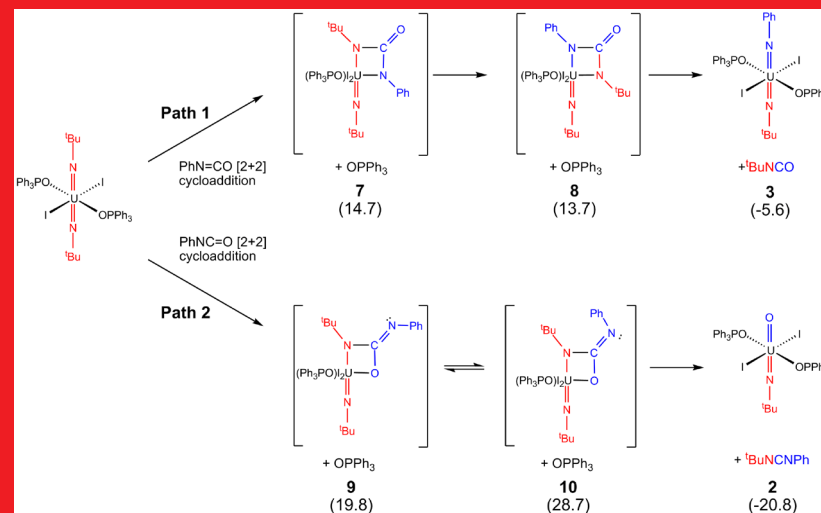 Path 1
PhN=CO [2+2]
cycloaddition
ᵗBu
N
C
O
(Ph₃PO)I₂U
N
Ph
N
ᵗBu
+ OPPh₃
7
(14.7)
Ph
N
C
O
(Ph₃PO)I₂U
N
ᵗBu
N
ᵗBu
+ OPPh₃
8
(13.7)
Ph
N
Ph₃PO
I
U
I
N
ᵗBu
+ᵗBuNCO
3
(-5.6)
ᵗBu
N
Ph₃PO
I
U
I
OPPh₃
N
ᵗBu
PhNC=O [2+2]
cycloaddition
Path 2
ᵗBu
N
C
N
Ph
(Ph₃PO)I₂U
O
N
ᵗBu
+ OPPh₃
9
(19.8)
Ph
N
ᵗBu
N
C
(Ph₃PO)I₂U
O
N
ᵗBu
+ OPPh₃
10
(28.7)
O
Ph₃PO
I
U
I
N
ᵗBu
+ ᵗBuNCNPh
2
(-20.8)